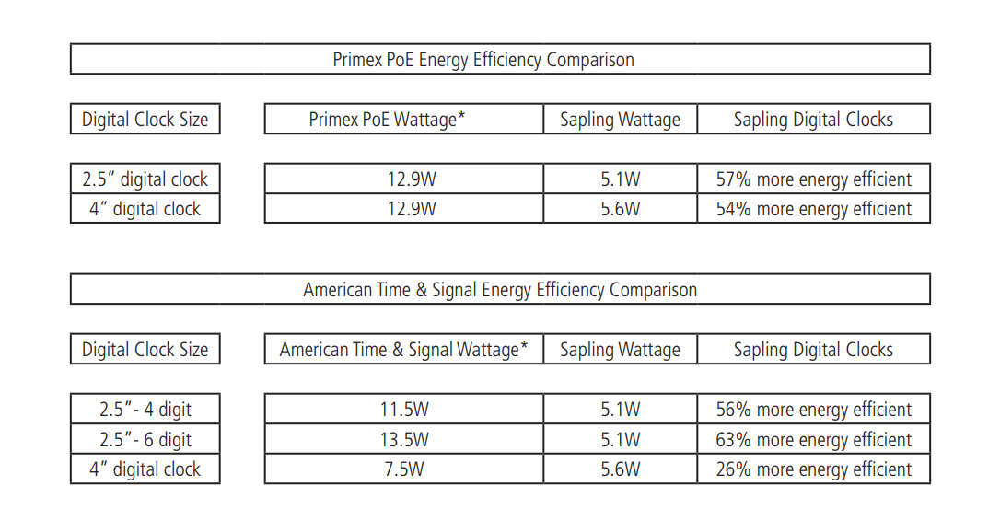 Primex PoE Energy Efficiency Comparison
Digital Clock Size Primex PoE Wattage* Sapling Wattage Sapling Digital Clocks
2.5” digital clock 12.9W 5.1W 57% more energy efficient
4” digital clock 12.9W 5.6W 54% more energy efficient
American Time & Signal Energy Efficiency Comparison
Digital Clock Size American Time & Signal Wattage* Sapling Wattage Sapling Digital Clocks
2.5”- 4 digit 11.5W 5.1W 56% more energy efficient
2.5”- 6 digit 13.5W 5.1W 63% more energy efficient
4” digital clock 7.5W 5.6W 26% more energy efficient